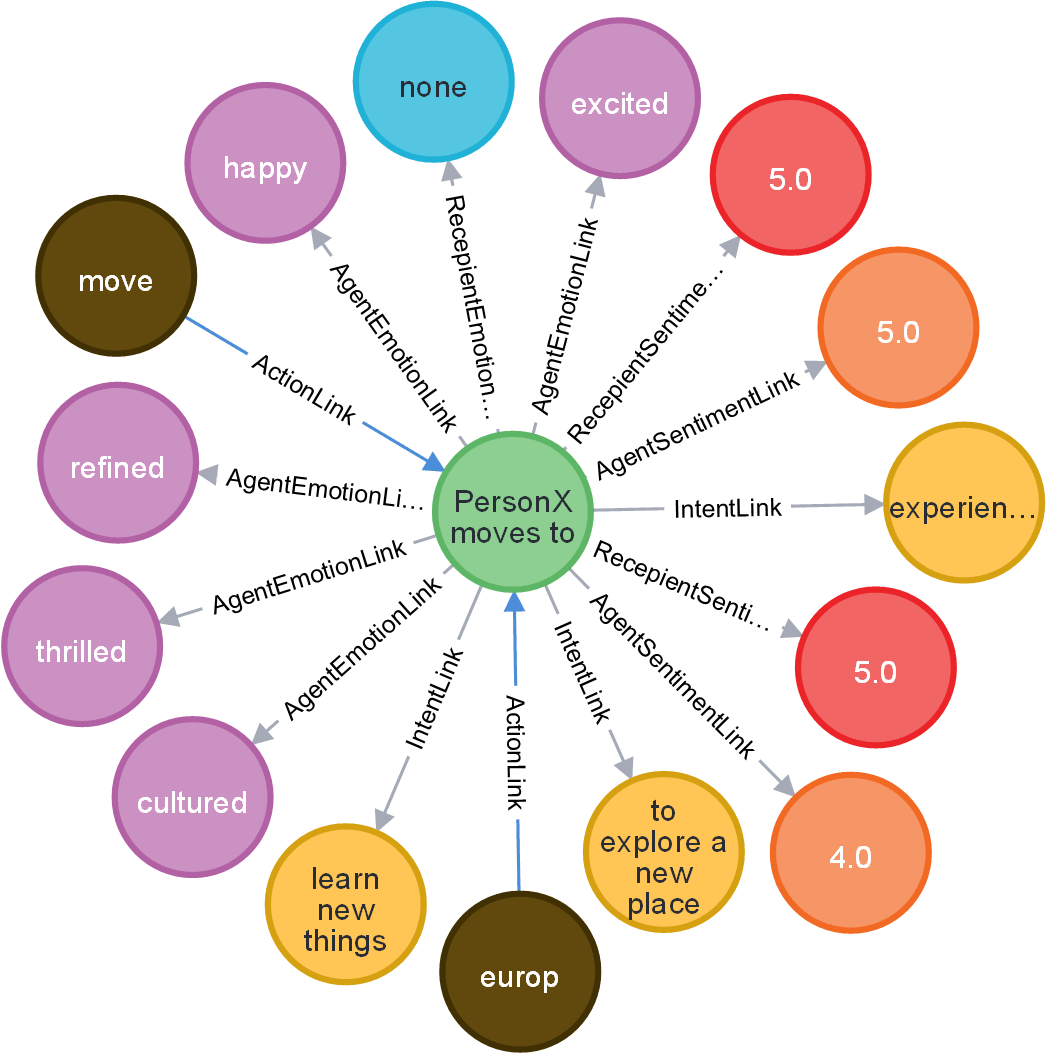 none
excited
happy
5.0
move
5.0
refined
experien...
thrilled
5.0
cultured
4.0
learn
new
things
to
explore a
new
place
europ
PersonX
moves to
RecepientEmotion...
AgentEmotionLink
AgentEmotionLink
RecepientSentime...
ActionLink
AgentSentimentLink
AgentEmotionLi...
IntentLink
AgentEmotionLink
RecepientSenti...
AgentEmotionLink
AgentSentimentLink
IntentLink
IntentLink
ActionLink